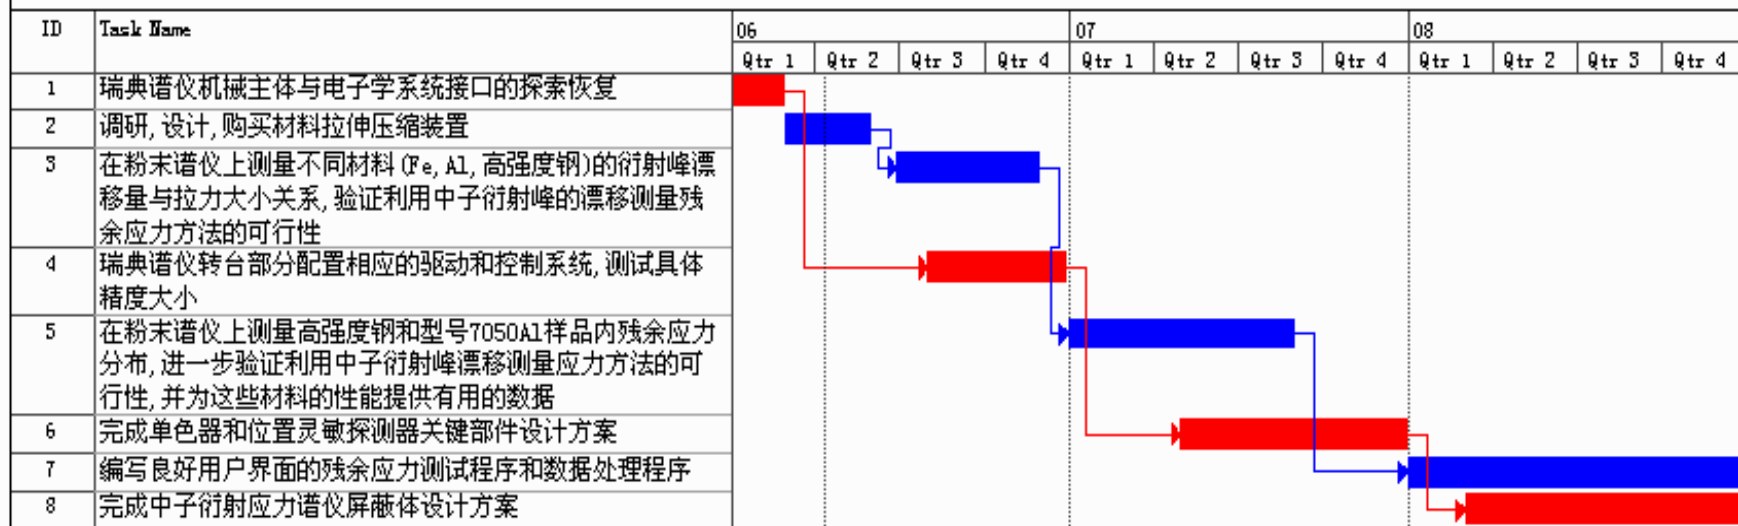 ID Task Name 06 07 08
Qtr 1 Qtr 2 Qtr 3 Qtr 4 Qtr 1 Qtr 2 Qtr 3 Qtr 4 Qtr 1 Qtr 2 Qtr 3 Qtr 4
1 瑞典谱仪机械主体与电子学系统接口的探索恢复
2 调研,设计,购买材料拉伸压缩装置
3 在粉末谱仪上测量不同材料(Fe,Al,高强度钢)的衍射峰漂
移量与拉力大小关系,验证利用中子衍射峰的漂移测量残
余应力方法的可行性
4 瑞典谱仪转台部分配置相应的驱动和控制系统,测试具体
精度大小
5 在粉末谱仪上测量高强度钢和型号7050Al样品内残余应力
分布,进一步验证利用中子衍射峰漂移测量应力方法的可
行性,并为这些材料的性能提供有用的数据
6 完成单色器和位置灵敏探测器关键部件设计方案
7 编写良好用户界面的残余应力测试程序和数据处理程序
8 完成中子衍射应力谱仪屏蔽体设计方案